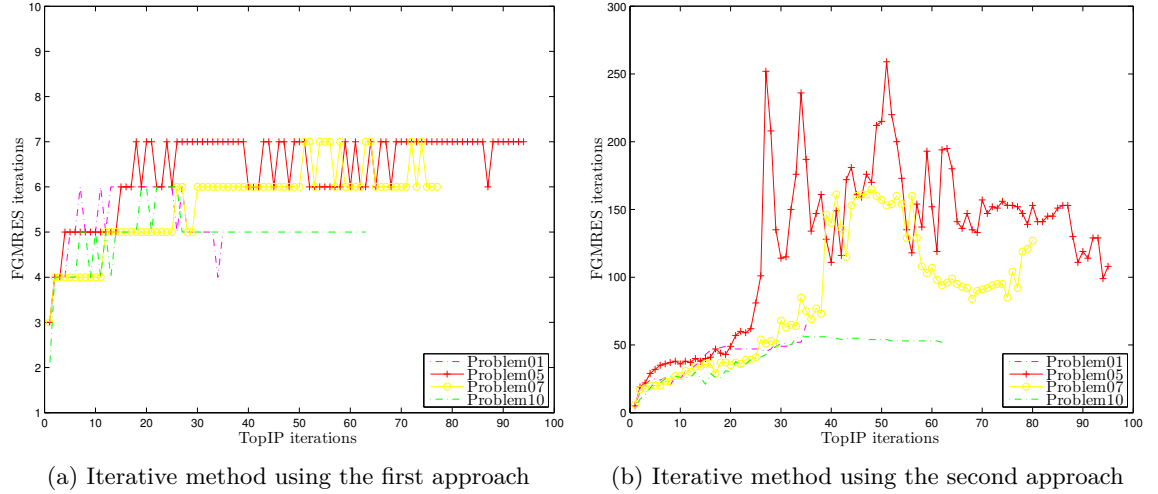 10
9
8
7
6
5
4
3
2
1
0 10 20 30 40 50 60 70 80 90 100
FGMRES iterations
TopIP iterations
Problem01
Problem05
Problem07
Problem10
(a) Iterative method using the first approach
300
250
200
150
100
50
0
0 10 20 30 40 50 60 70 80 90 100
FGMRES iterations
TopIP iterations
Problem01
Problem05
Problem07
Problem10
(b) Iterative method using the second approach